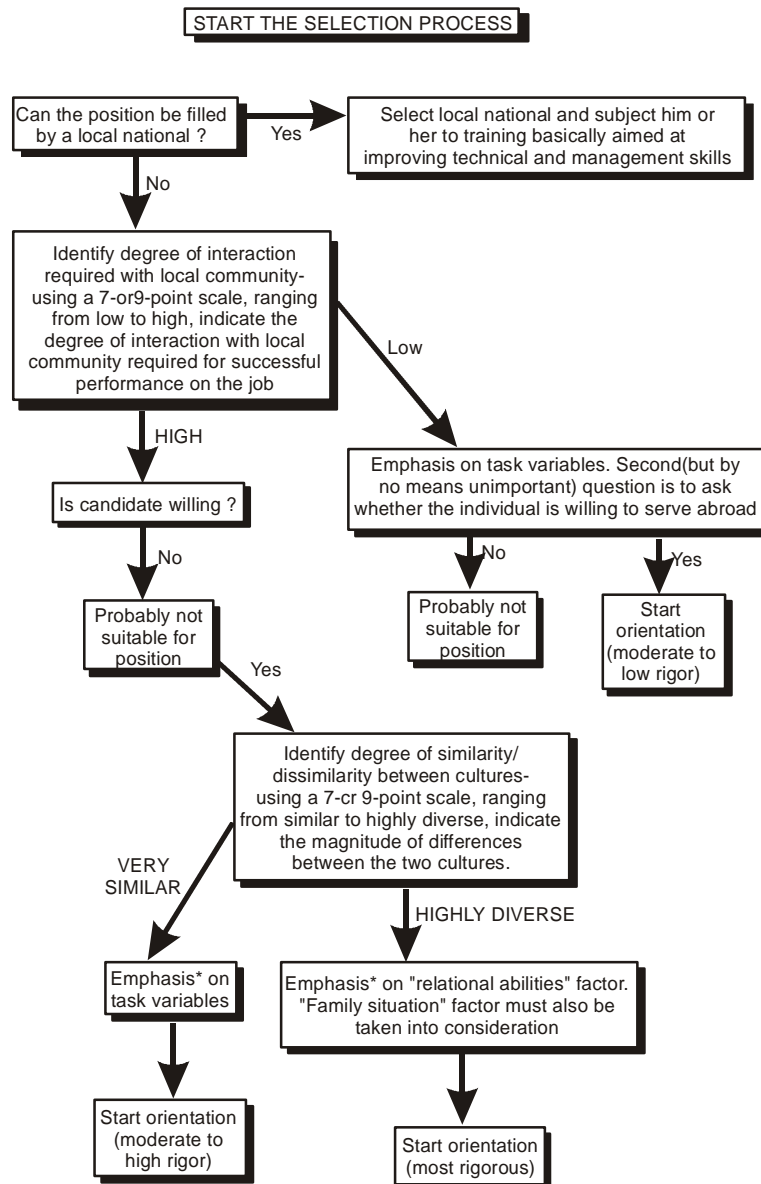 START THE SELECTION PROCESS
Can the position be filled
by a local national ?
Yes
Select local national and subject him or
her to training basically aimed at
improving technical and management skills
No
Identify degree of interaction
required with local community-
using a 7-or9-point scale, ranging
from low to high, indicate the
degree of interaction with local
community required for successful
performance on the job
Low
HIGH
Is candidate willing ?
Emphasis on task variables. Second(but by
no means unimportant) question is to ask
whether the individual is willing to serve abroad
No
No
Yes
Probably not
suitable for
position
Probably not
suitable for
position
Start
orientation
(moderate to
low rigor)
Yes
Identify degree of similarity/
dissimilarity between cultures-
using a 7-cr 9-point scale, ranging
from similar to highly diverse, indicate
the magnitude of differences
between the two cultures.
VERY
SIMILAR
HIGHLY DIVERSE
Emphasis* on
task variables
Emphasis* on "relational abilities" factor.
"Family situation" factor must also be
taken into consideration
Start orientation
(moderate to
high rigor)
Start orientation
(most rigorous)